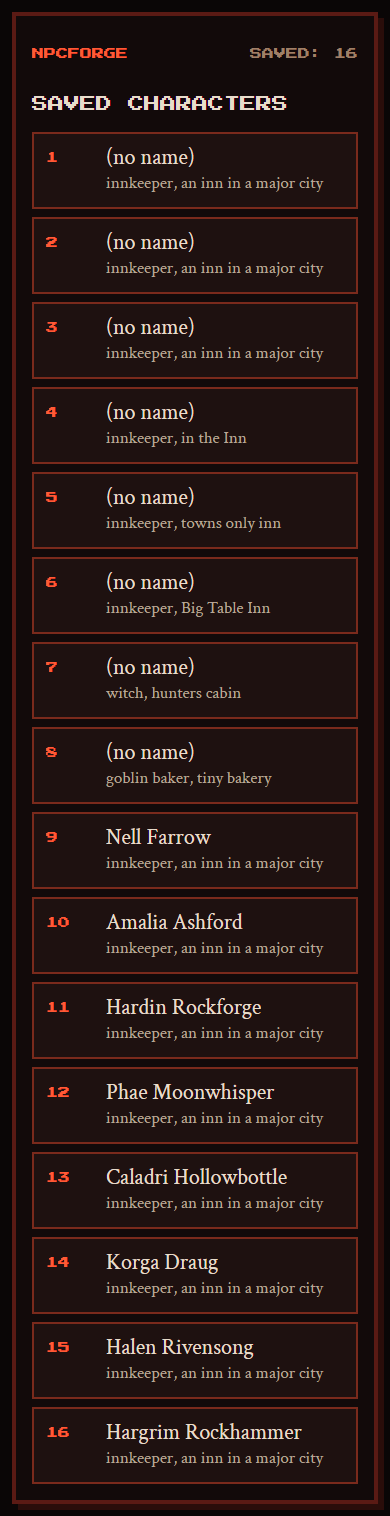 NPCFORGE SAVED: 16
SAVED CHARACTERS
1 (no name)
innkeeper, an inn in a major city
2 (no name)
innkeeper, an inn in a major city
3 (no name)
innkeeper, an inn in a major city
4 (no name)
innkeeper, in the Inn
5 (no name)
innkeeper, towns only inn
6 (no name)
innkeeper, Big Table Inn
7 (no name)
witch, hunters cabin
8 (no name)
goblin baker, tiny bakery
9 Nell Farrow
innkeeper, an inn in a major city
10 Amalia Ashford
innkeeper, an inn in a major city
11 Hardin Rockforge
innkeeper, an inn in a major city
12 Phae Moonwhisper
innkeeper, an inn in a major city
13 Caladri Hollowbottle
innkeeper, an inn in a major city
14 Korga Draug
innkeeper, an inn in a major city
15 Halen Rivensong
innkeeper, an inn in a major city
16 Hargrim Rockhammer
innkeeper, an inn in a major city